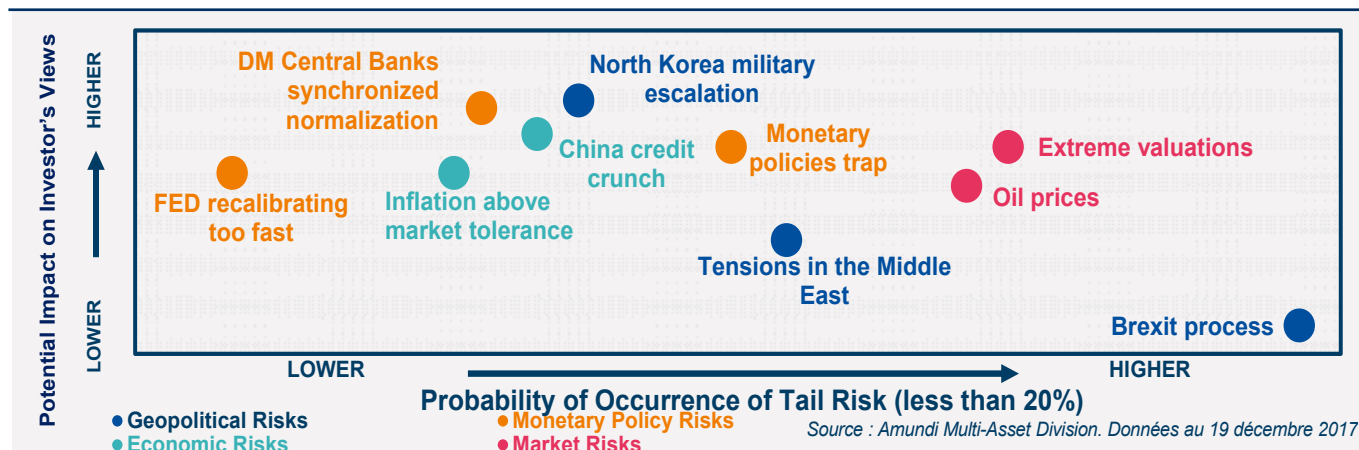 Potential Impact on Investor's Views
HIGHER
LOWER
DM Central Banks
synchronized
normalization
North Korea military
escalation
China credit
crunch
Monetary
policies trap
Extreme valuations
Oil prices
FED recalibrating
too fast
Inflation above
market tolerance
Tensions in the Middle
East
Brexit process
LOWER
HIGHER
Probability of Occurrence of Tail Risk (less than 20%)
Geopolitical Risks
Monetary Policy Risks
Economic Risks
Market Risks
Source : Amundi Multi-Asset Division. Données au 19 décembre 2017